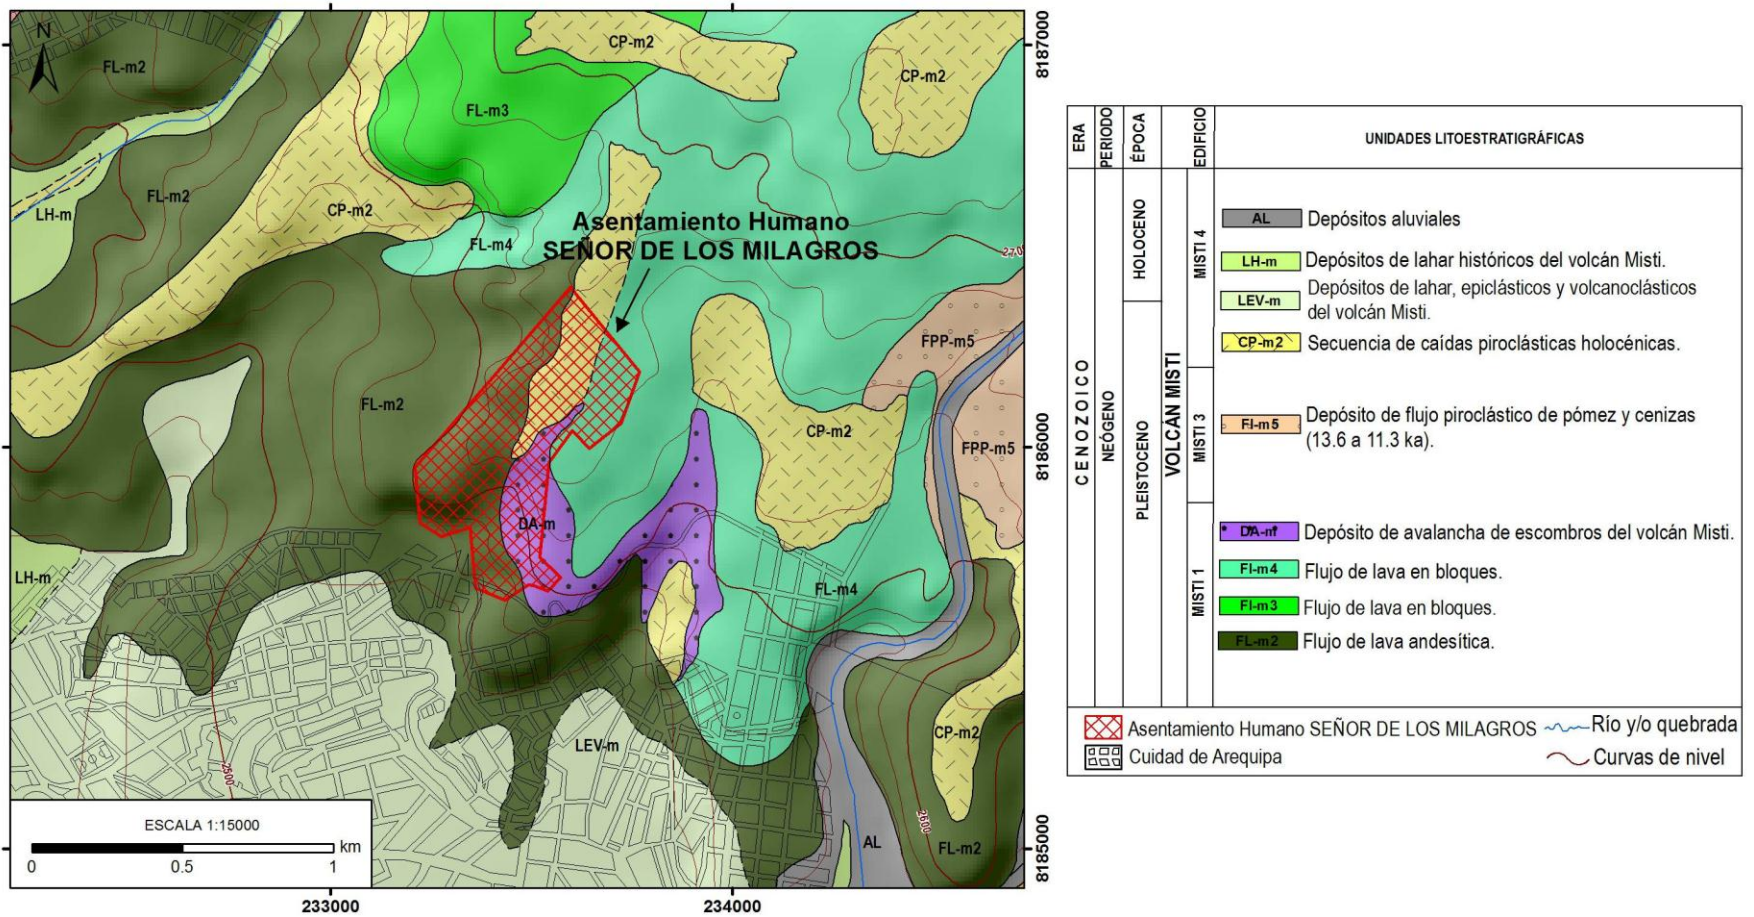 N
FL-m2
CP-m2
CP-m2
FL-m3
FL-m2
LH-m
CP-m2
FL-m4
Asentamiento Humano
SEÑOR DE LOS MILAGROS
2700
FPP-m5
FL-m2
CP-m2
FPP-m5
DA-m
LH-m
FL-m4
LEV-m
CP-m2
2500
2600
AL
FL-m2
ESCALA 1:15000
0 0.5 1 km
233000 234000
8187000
8186000
8185000
ERA PERIODO ÉPOCA EDIFICIO UNIDADES LITOESTRATIGRÁFICAS
CENOZOICO
NEÓGENO
HOLOCENO
PLEISTOCENO
VOLCÁN MISTI
MISTI 4
MISTI 3
MISTI 1
AL Depósitos aluviales
LH-m Depósitos de lahar históricos del volcán Misti.
LEV-m Depósitos de lahar, epiclásticos y volcanoclásticos
del volcán Misti.
CP-m2 Secuencia de caídas piroclásticas holocénicas.
FI-m5 Depósito de flujo piroclástico de pómez y cenizas
(13.6 a 11.3 ka).
DA-m Depósito de avalancha de escombros del volcán Misti.
FI-m4 Flujo de lava en bloques.
FI-m3 Flujo de lava en bloques.
FL-m2 Flujo de lava andesítica.
Asentamiento Humano SEÑOR DE LOS MILAGROS Río y/o quebrada
Cuidad de Arequipa Curvas de nivel